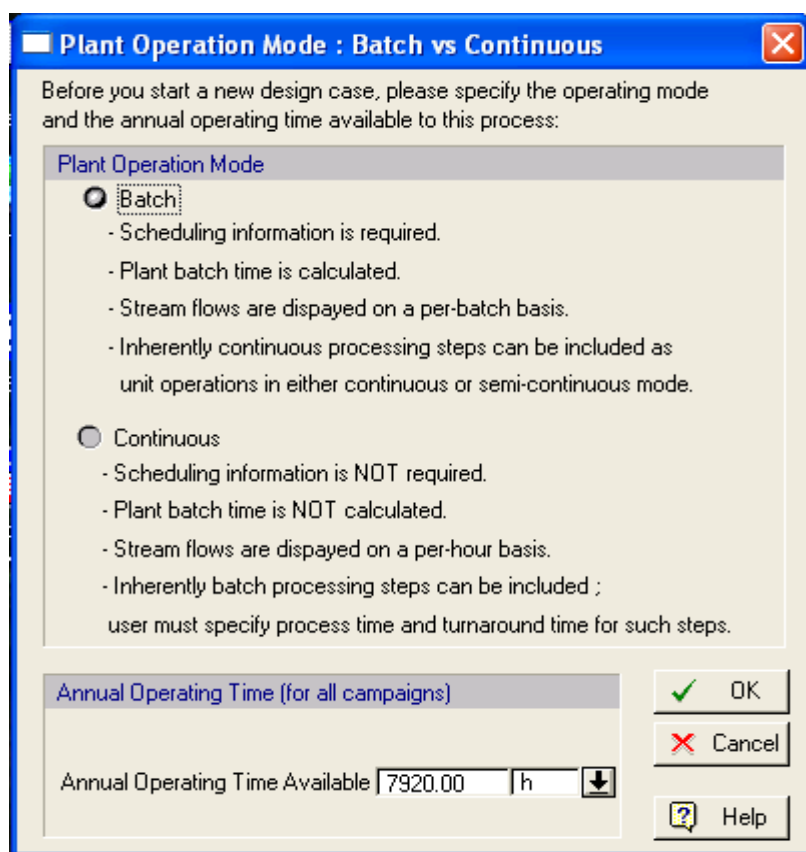 Plant Operation Mode : Batch vs Continuous
Before you start a new design case, please specify the operating mode
and the annual operating time available to this process:
Plant Operation Mode
Batch
- Scheduling information is required.
- Plant batch time is calculated.
- Stream flows are dispayed on a per-batch basis.
- Inherently continuous processing steps can be included as
unit operations in either continuous or semi-continuous mode.
Continuous
- Scheduling information is NOT required.
- Plant batch time is NOT calculated.
- Stream flows are dispayed on a per-hour basis.
- Inherently batch processing steps can be included ;
user must specify process time and turnaround time for such steps.
Annual Operating Time (for all campaigns)
Annual Operating Time Available 7920.00 h
OK
Cancel
Help